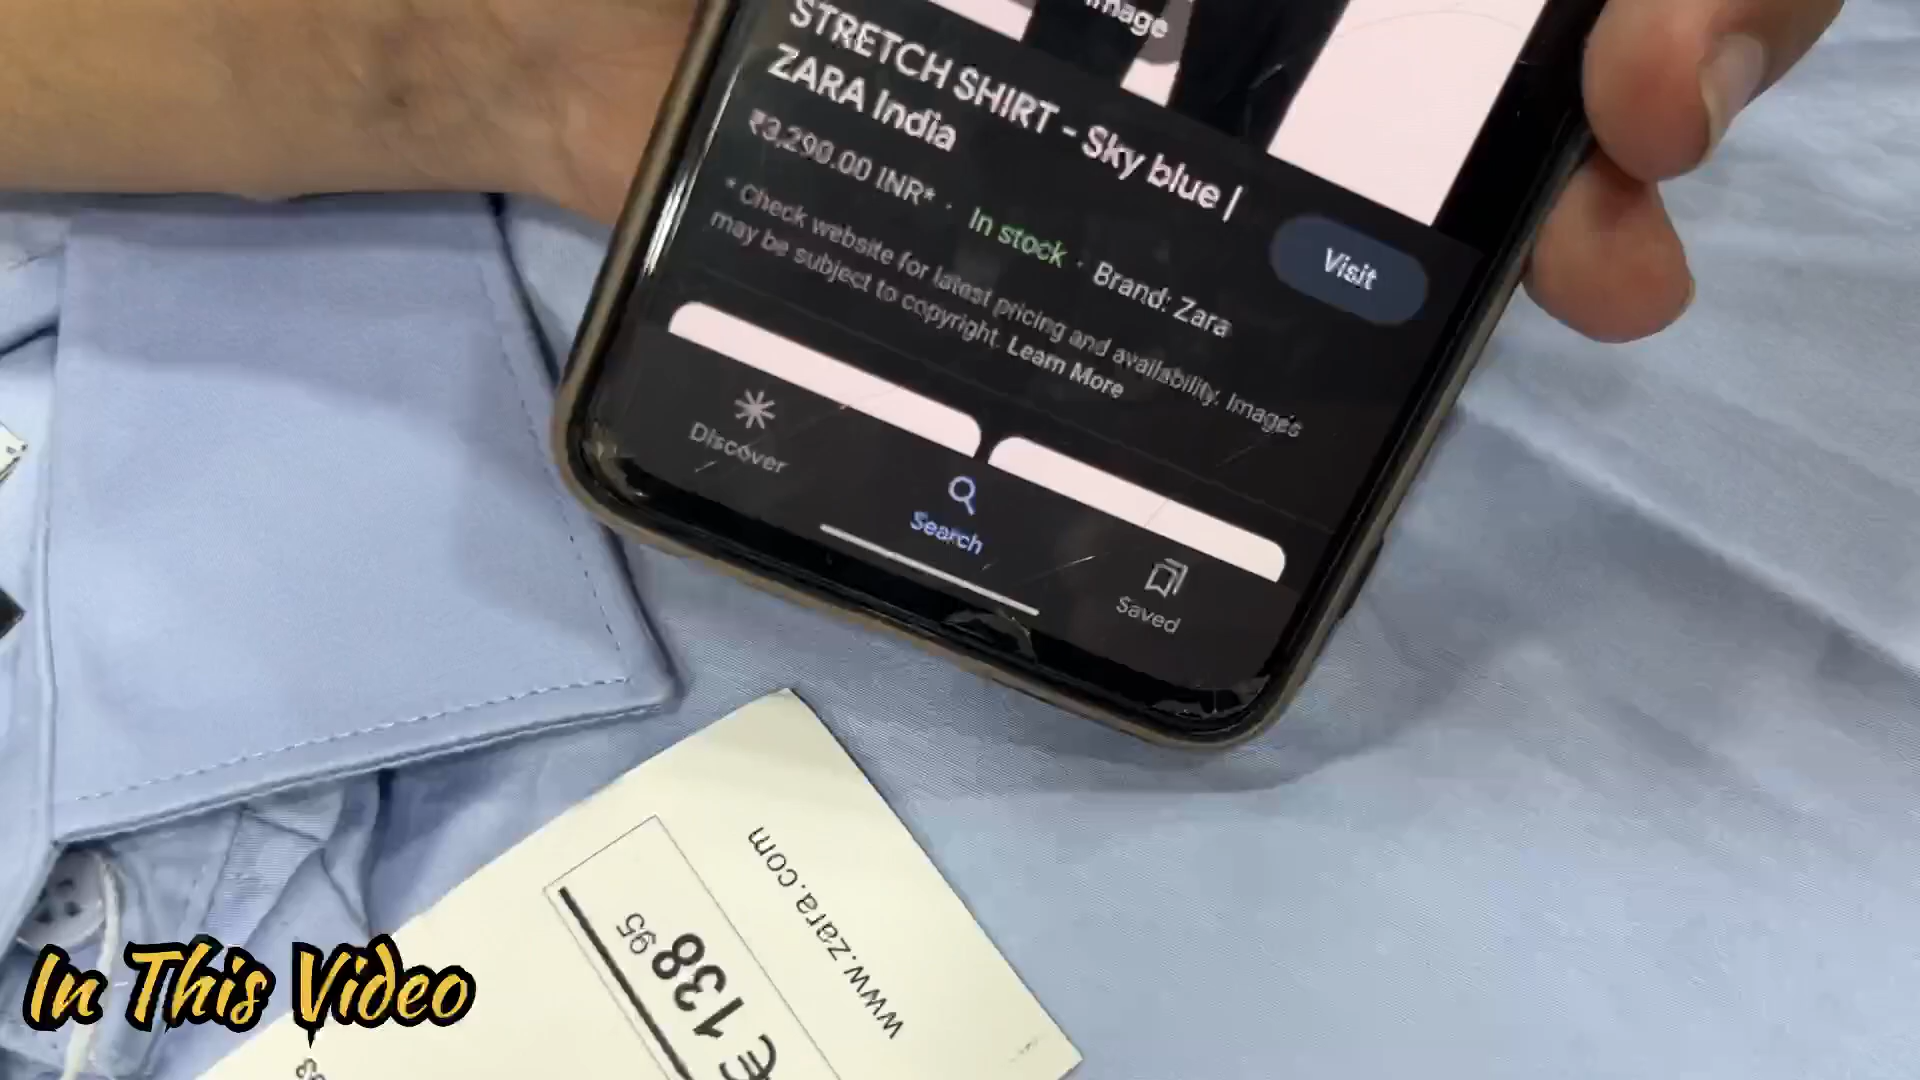 Image
STRETCH SHIRT - Sky blue |
ZARA India
₹3,290.00 INR* · In stock · Brand: Zara
* Check website for latest pricing and availability. Images
may be subject to copyright. Learn More
Visit
Discover
Search
Saved
www.zara.com
€ 138 95
In This Video